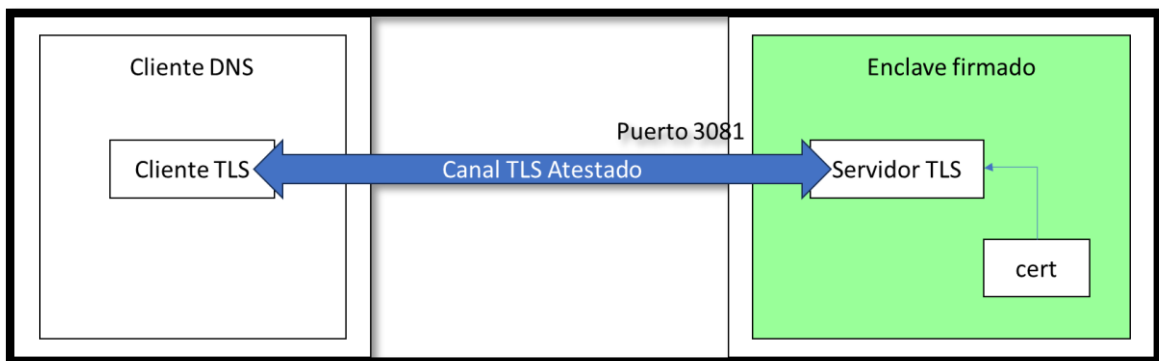 Cliente DNS
Enclave firmado
Puerto 3081
Cliente TLS
Canal TLS Atestado
Servidor TLS
cert